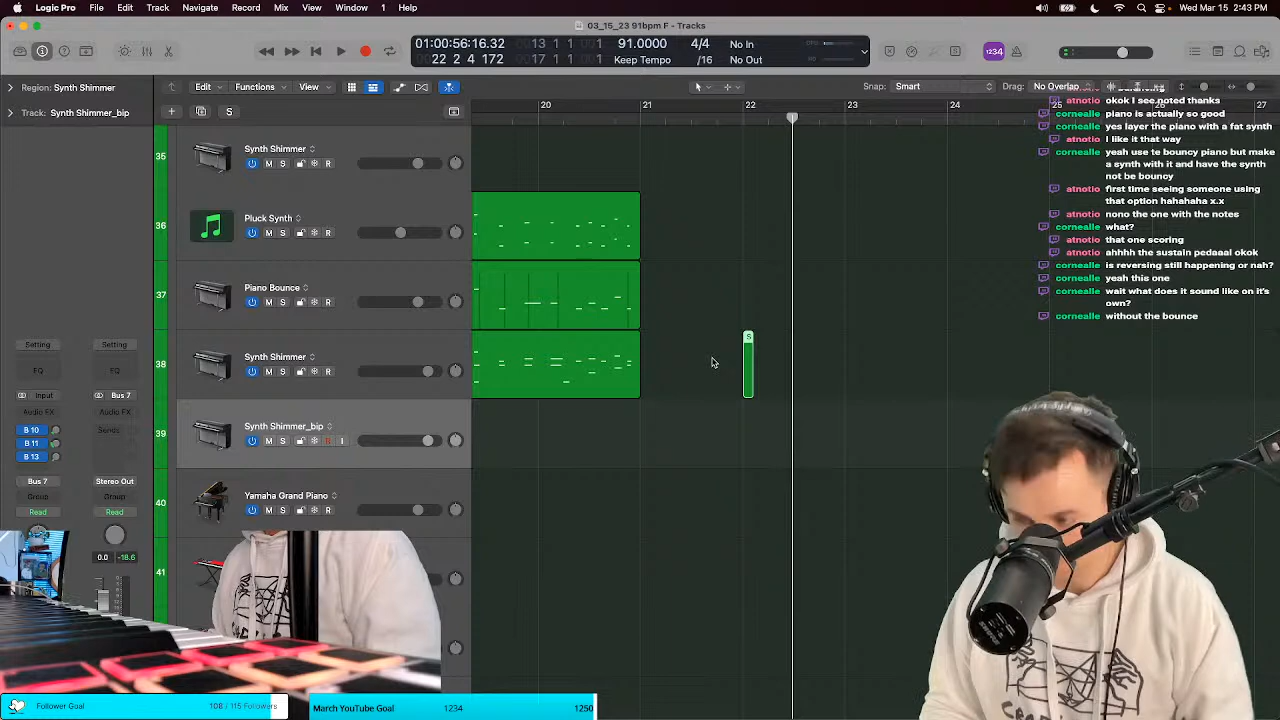 Logic Pro File Edit Track Navigate Record Mix View Window 1 Help
Wed Mar 15 2:43 PM
03_15_23 91bpm F - Tracks
01:00:56:16.32 13 1 1 1 91.0000 4/4 No In
22 2 4 172 17 1 1 1 Keep Tempo /16 No Out
1234
Region: Synth Shimmer
Edit Functions View
Snap: Smart
Drag: No Overlap
Track: Synth Shimmer_bip
S
20 21 22 23 24 25 26 27
35 Synth Shimmer
M S R
36 Pluck Synth
M S R
37 Piano Bounce
M S R
38 Synth Shimmer
M S R
S
39 Synth Shimmer_bip
M S R I
40 Yamaha Grand Piano
M S R
41
Setting Setting
EQ EQ
Input Bus 7
Audio FX Audio FX
B 10 Sends
B 11
B 13
Bus 7 Stereo Out
Group Group
Read Read
0.0 -18.6
atnotio okok I see noted thanks
cornealle piano is actually so good
cornealle yes layer the piano with a fat synth
atnotio I like it that way
cornealle yeah use te bouncy piano but make
a synth with it and have the synth
not be bouncy
atnotio first time seeing someone using
that option hahahaha x.x
atnotio nono the one with the notes
cornealle what?
atnotio that one scoring
atnotio ahhhh the sustain pedaaal okok
cornealle is reversing still happening or nah?
cornealle yeah this one
cornealle wait what does it sound like on it's
own?
cornealle without the bounce
Follower Goal 108 / 115 Followers
March YouTube Goal 1234 1250